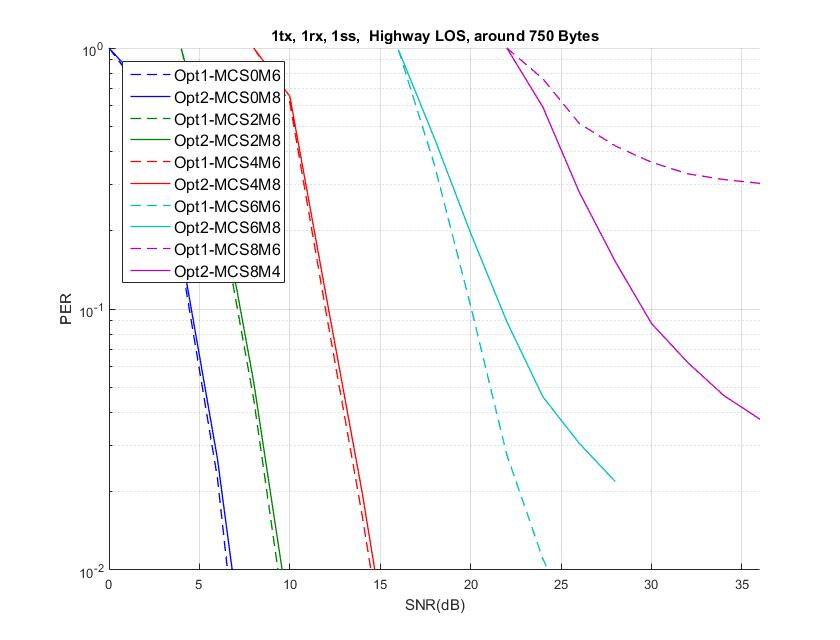 1tx, 1rx, 1ss, Highway LOS, around 750 Bytes
10^0
Opt1-MCS0M6
Opt2-MCS0M8
Opt1-MCS2M6
Opt2-MCS2M8
Opt1-MCS4M6
Opt2-MCS4M8
Opt1-MCS6M6
Opt2-MCS6M8
Opt1-MCS8M6
Opt2-MCS8M4
PER
10^-1
10^-2
0 5 10 15 20 25 30 35
SNR(dB)